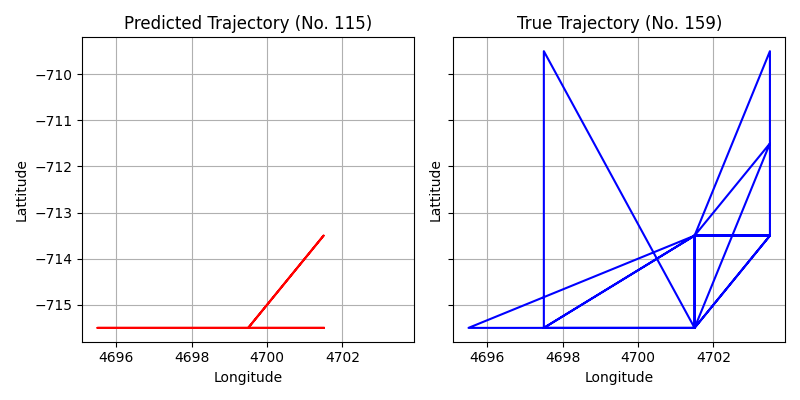 Predicted Trajectory (No. 115)
True Trajectory (No. 159)
−710
−711
−712
−713
−714
−715
Lattitude
Lattitude
4696 4698 4700 4702
4696 4698 4700 4702
Longitude
Longitude